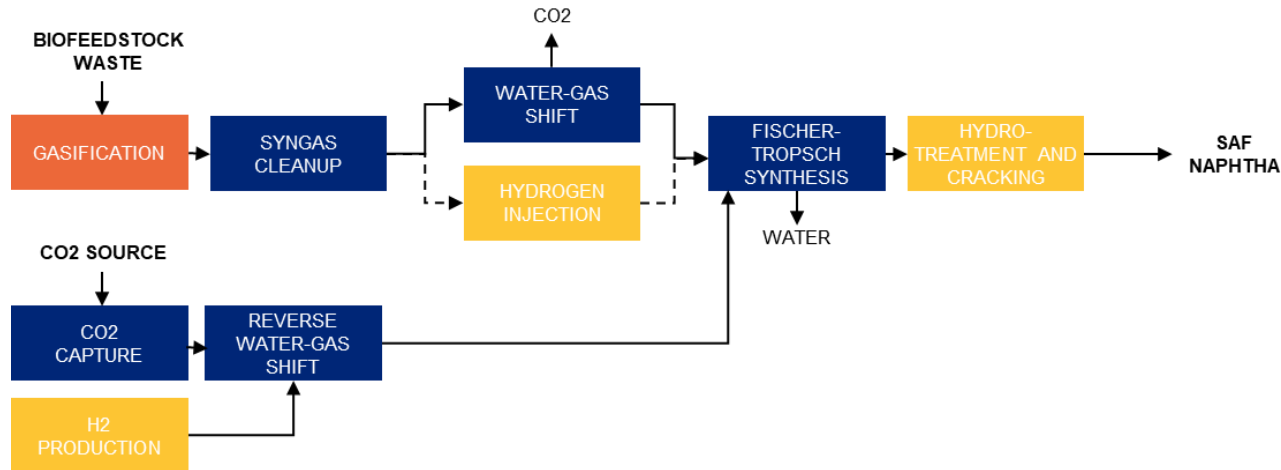 CO2
BIOFEEDSTOCK
WASTE
GASIFICATION
SYNGAS
CLEANUP
WATER-GAS
SHIFT
HYDROGEN
INJECTION
FISCHER-
TROPSCH
SYNTHESIS
HYDRO-
TREATMENT AND
CRACKING
SAF
NAPHTHA
WATER
CO2 SOURCE
CO2
CAPTURE
REVERSE
WATER-GAS
SHIFT
H2
PRODUCTION